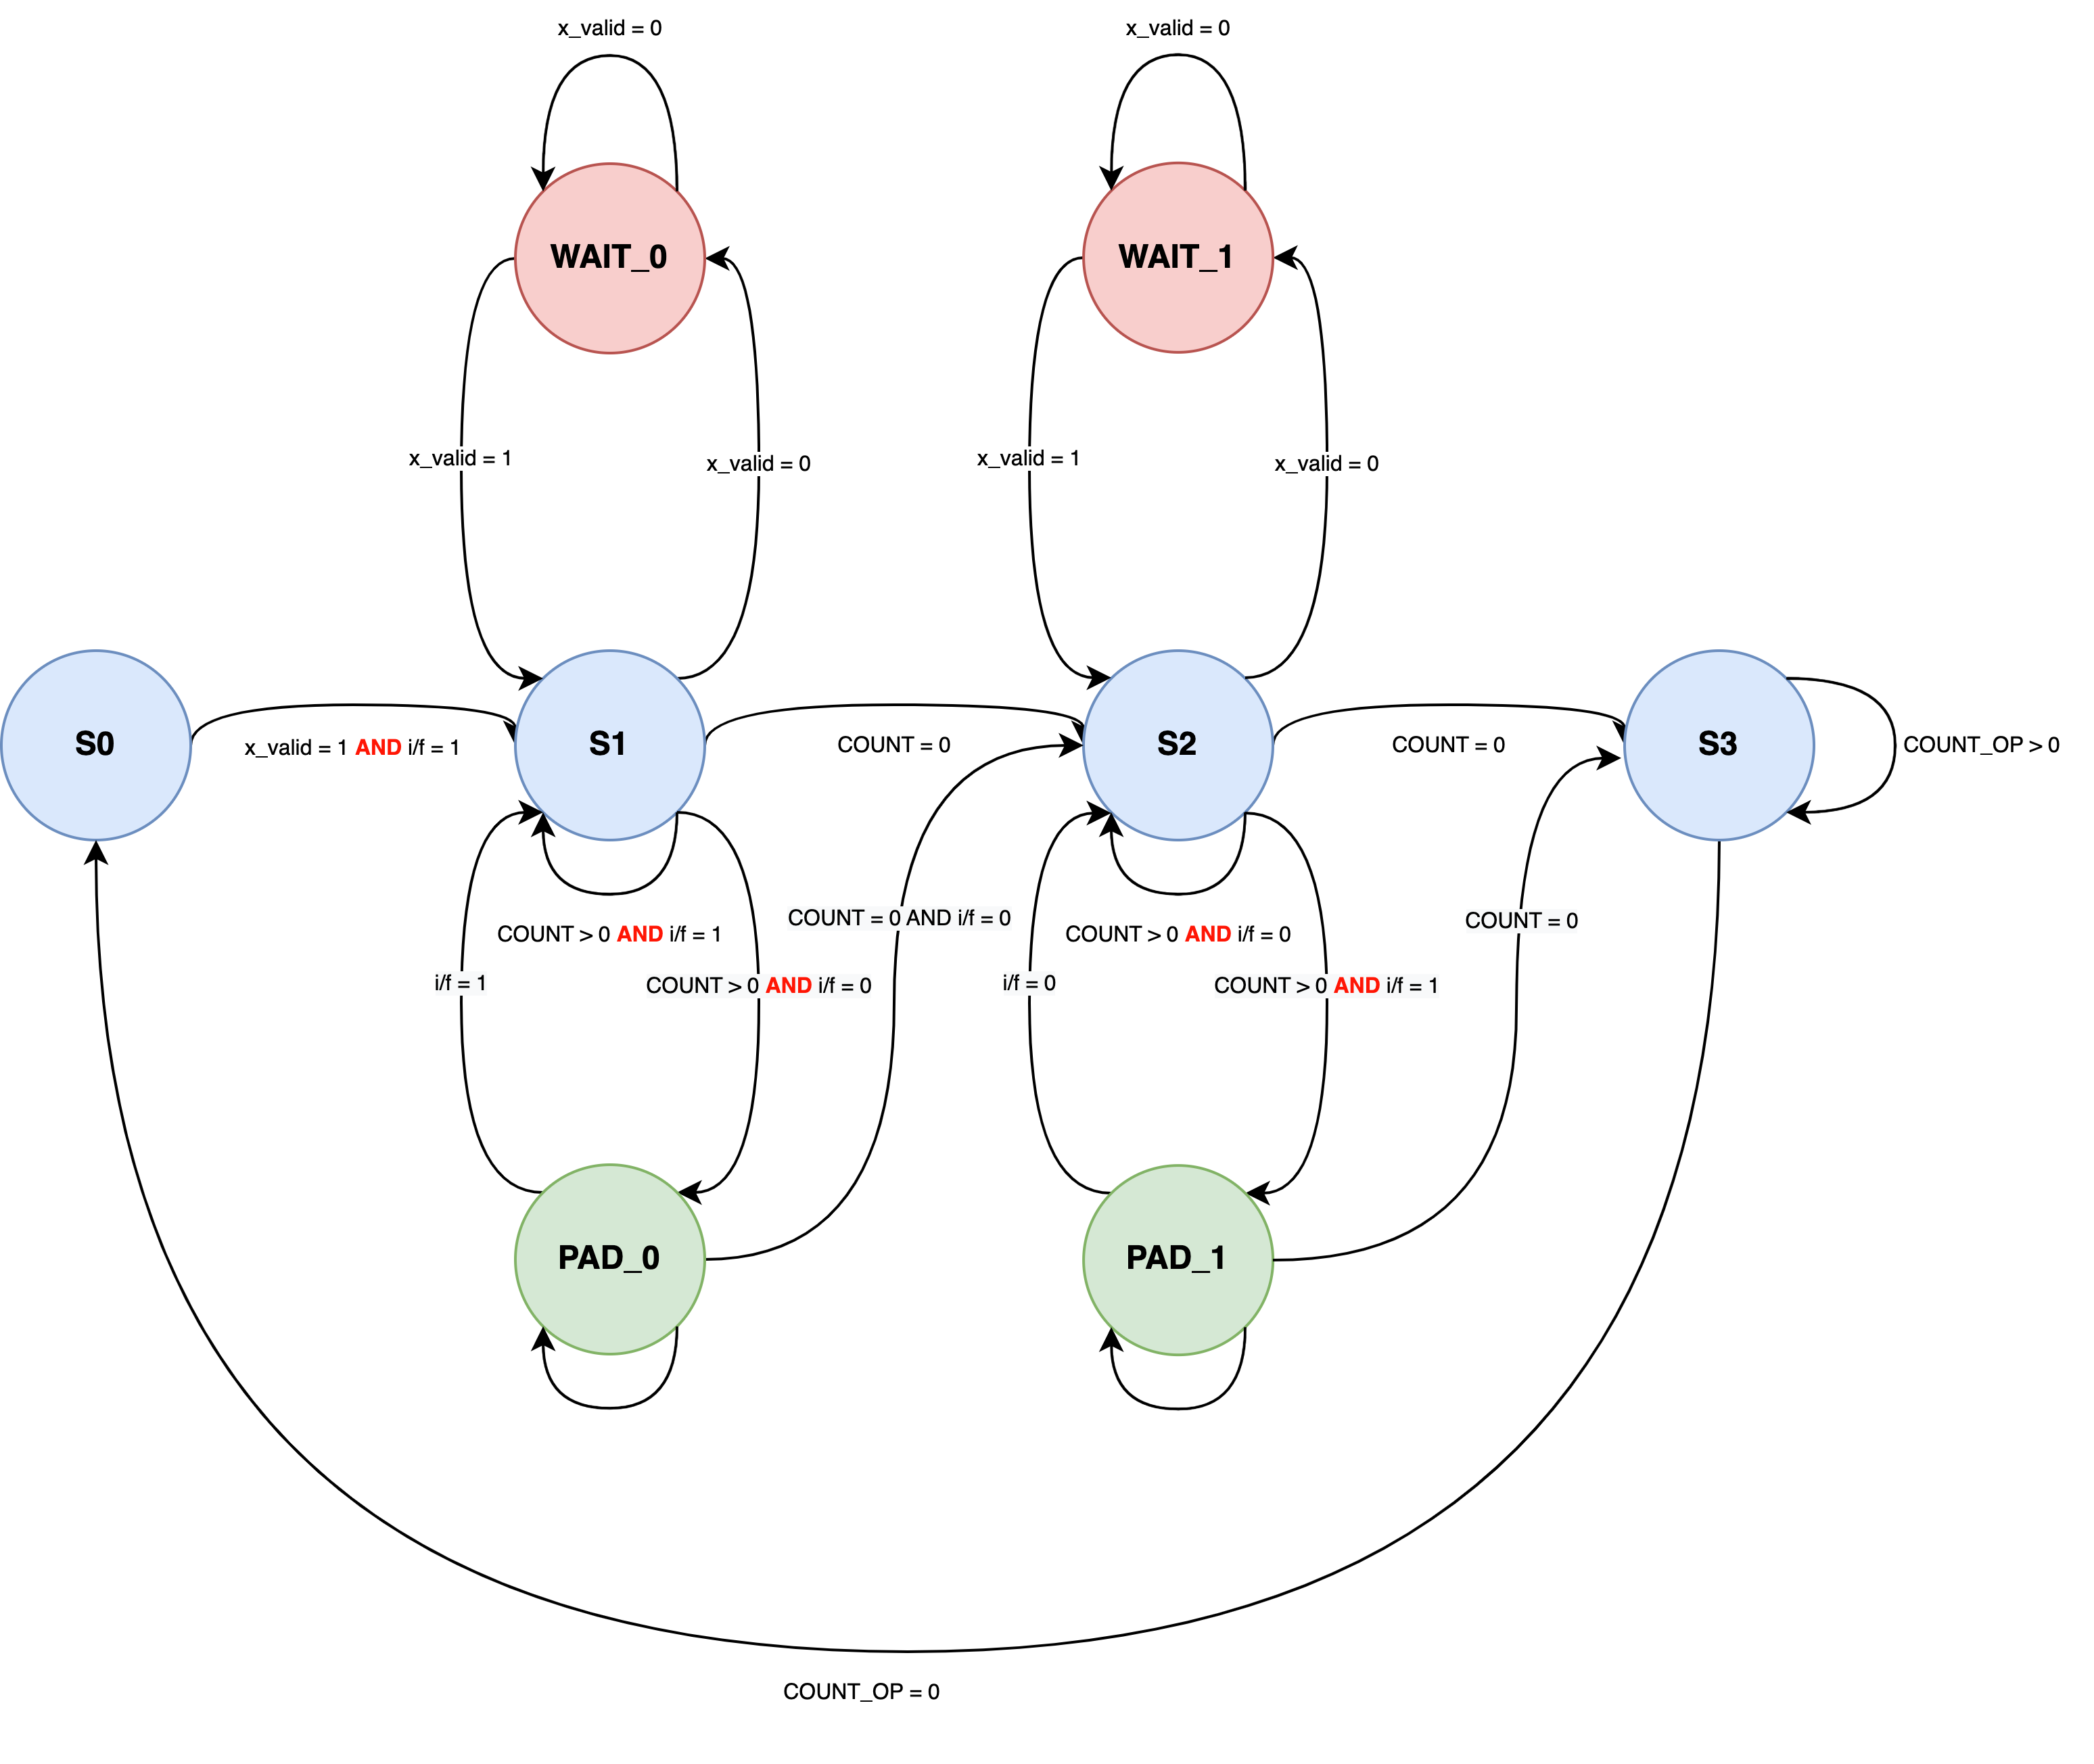 x_valid = 0
x_valid = 0
WAIT_0
WAIT_1
x_valid = 1
x_valid = 0
x_valid = 1
x_valid = 0
S0
x_valid = 1 AND i/f = 1
S1
COUNT = 0
S2
COUNT = 0
S3
COUNT_OP > 0
COUNT = 0 AND i/f = 0
COUNT = 0
COUNT > 0 AND i/f = 1
COUNT > 0 AND i/f = 0
i/f = 1
COUNT > 0 AND i/f = 0
i/f = 0
COUNT > 0 AND i/f = 1
PAD_0
PAD_1
COUNT_OP = 0